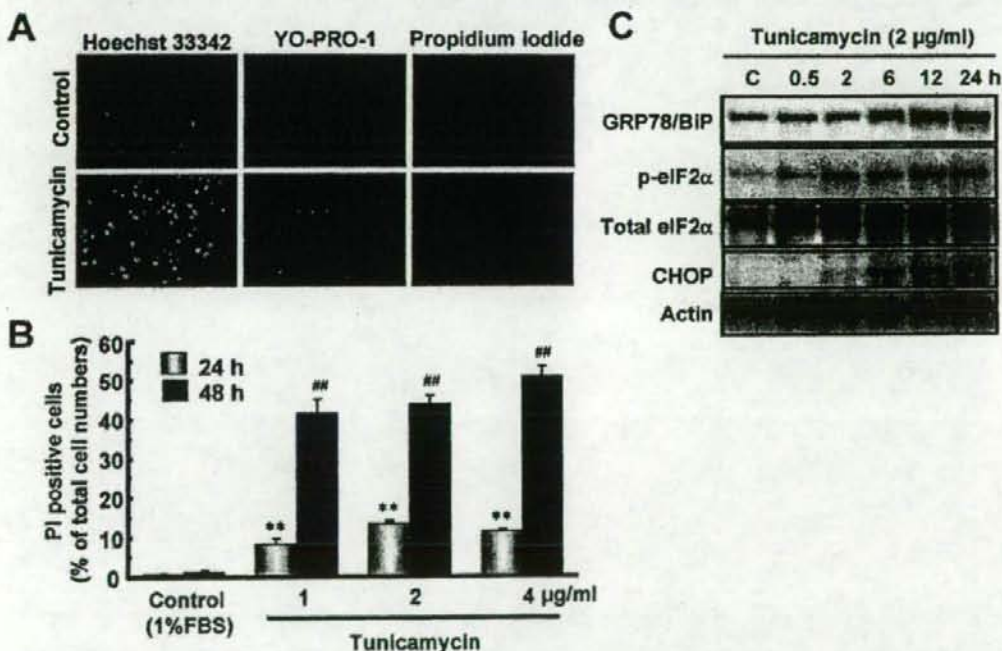 A
Hoechst 33342 YO-PRO-1 Propidium iodide
Control
Tunicamycin
B
PI positive cells
(% of total cell numbers)
60
50
40
30
20
10
0
24 h
48 h
** ## ** ## ** ##
Control
(1%FBS)
1 2 4 µg/ml
Tunicamycin
C
Tunicamycin (2 µg/ml)
C 0.5 2 6 12 24 h
GRP78/BiP
p-eIF2α
Total eIF2α
CHOP
Actin